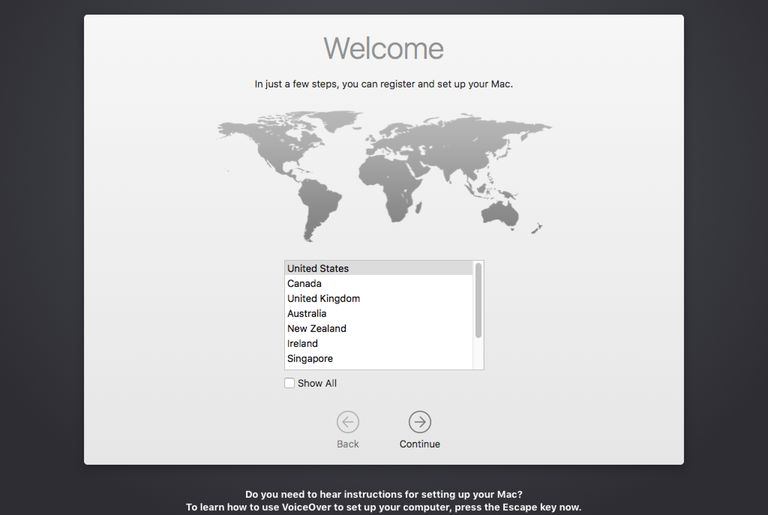 Welcome
In just a few steps, you can register and set up your Mac.
United States
Canada
United Kingdom
Australia
New Zealand
Ireland
Singapore
Show All
Back
Continue
Do you need to hear instructions for setting up your Mac?
To learn how to use VoiceOver to set up your computer, press the Escape key now.